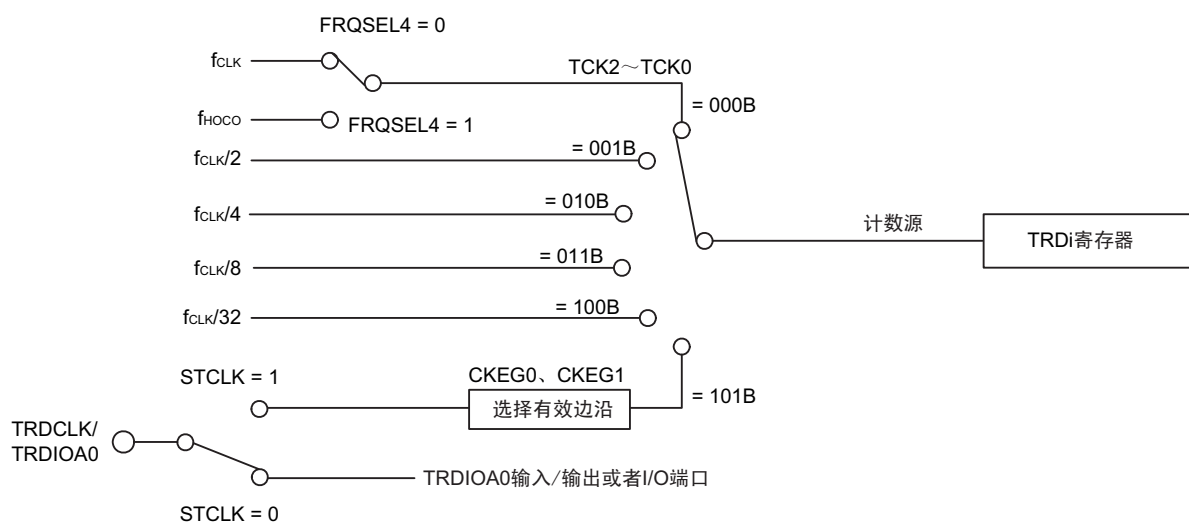 FRQSEL4 = 0
fCLK
TCK2～TCK0
= 000B
fHOCO
FRQSEL4 = 1
fCLK/2
= 001B
fCLK/4
= 010B
计数源
TRDi寄存器
fCLK/8
= 011B
fCLK/32
= 100B
STCLK = 1
CKEG0、CKEG1
= 101B
选择有效边沿
TRDCLK/
TRDIOA0
TRDIOA0输入/输出或者I/O端口
STCLK = 0